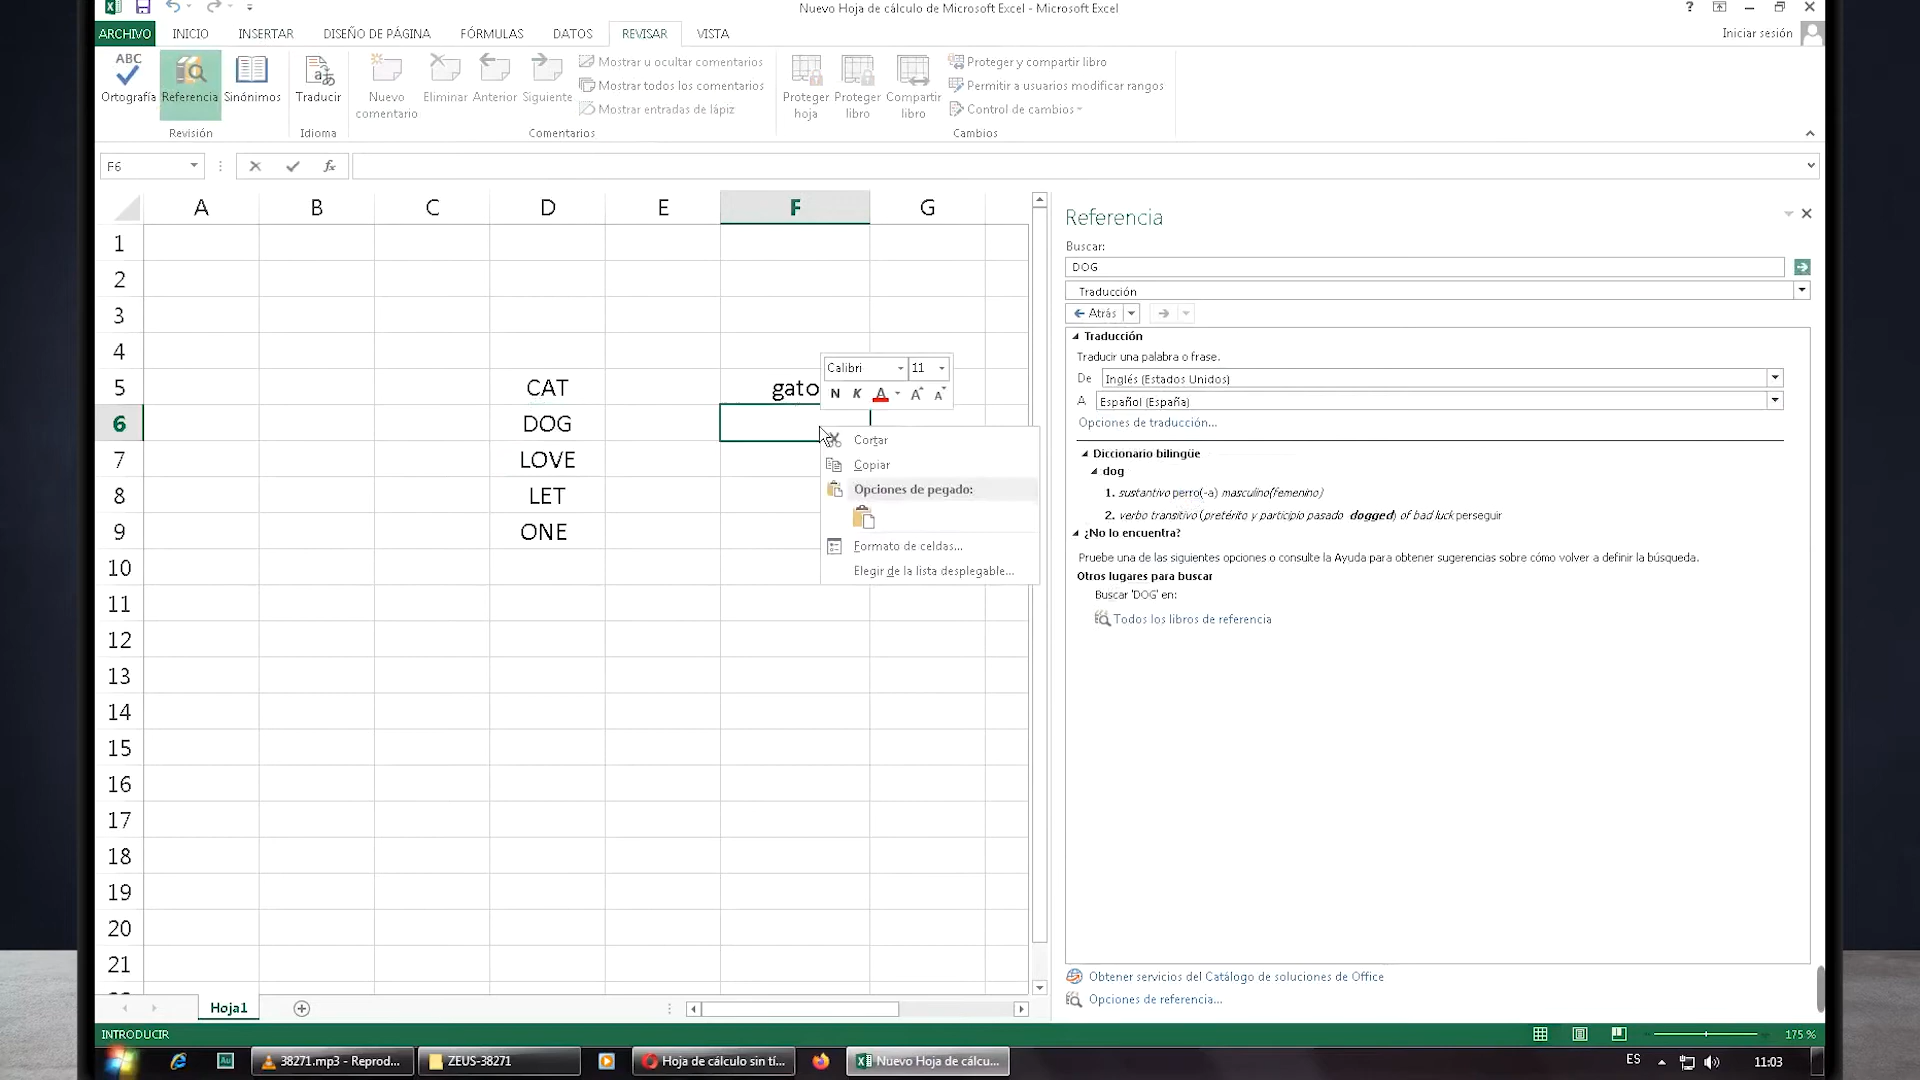 Nuevo Hoja de cálculo de Microsoft Excel - Microsoft Excel
ARCHIVO INICIO INSERTAR DISEÑO DE PÁGINA FÓRMULAS DATOS REVISAR VISTA Iniciar sesión
ABC
Ortografía Referencia Sinónimos Traducir Nuevo comentario Eliminar Anterior Siguiente
Mostrar u ocultar comentarios
Mostrar todos los comentarios
Mostrar entradas de lápiz
Proteger hoja Proteger libro Compartir libro
Proteger y compartir libro
Permitir a usuarios modificar rangos
Control de cambios
Revisión Idioma Comentarios Cambios
F6 fx
A B C D E F G
1
2
3
4
5 CAT gato
6 DOG
7 LOVE
8 LET
9 ONE
10
11
12
13
14
15
16
17
18
19
20
21
Calibri 11
N K A A A
Cortar
Copiar
Opciones de pegado:
Formato de celdas...
Elegir de la lista desplegable...
Referencia
Buscar:
DOG
Traducción
Atrás
Traducción
Traducir una palabra o frase.
De Inglés (Estados Unidos)
A Español (España)
Opciones de traducción...
Diccionario bilingüe
dog
1. sustantivo perro(-a) masculino(femenino)
2. verbo transitivo (pretérito y participio pasado dogged) of bad luck perseguir
¿No lo encuentra?
Pruebe una de las siguientes opciones o consulte la Ayuda para obtener sugerencias sobre cómo volver a definir la búsqueda.
Otros lugares para buscar
Buscar 'DOG' en:
Todos los libros de referencia
Obtener servicios del Catálogo de soluciones de Office
Opciones de referencia...
Hoja1
INTRODUCIR 175 %
Au 38271.mp3 - Reprod... ZEUS-38271 Hoja de cálculo sin tí... Nuevo Hoja de cálcu... ES 11:03